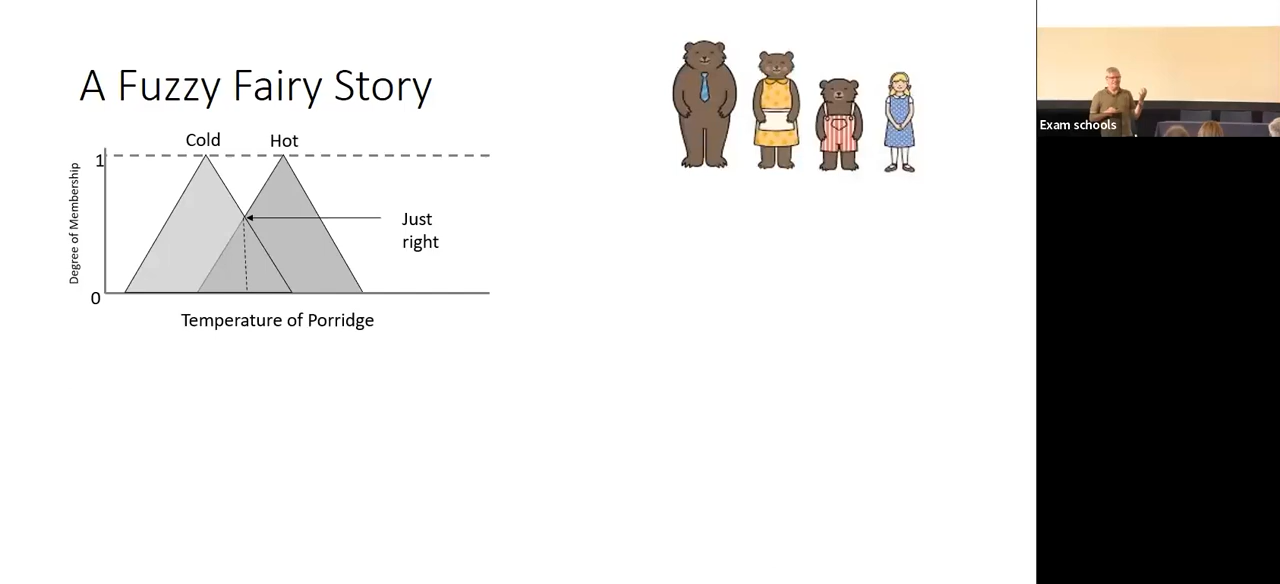 A Fuzzy Fairy Story
Cold
Hot
1
Degree of Membership
Just
right
0
Temperature of Porridge
Exam schools